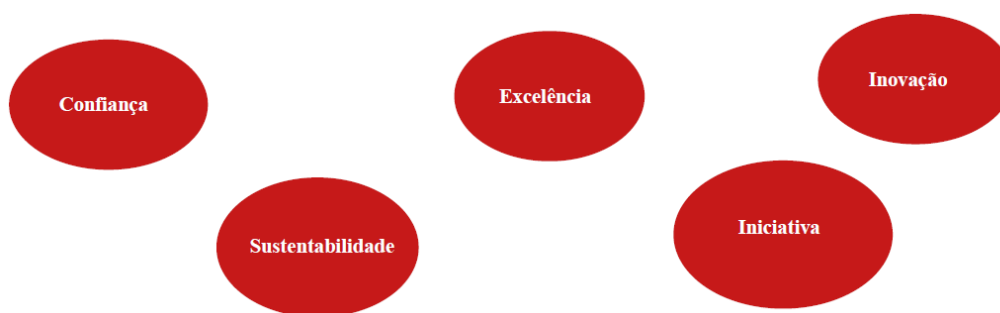 Confiança
Sustentabilidade
Excelência
Iniciativa
Inovação